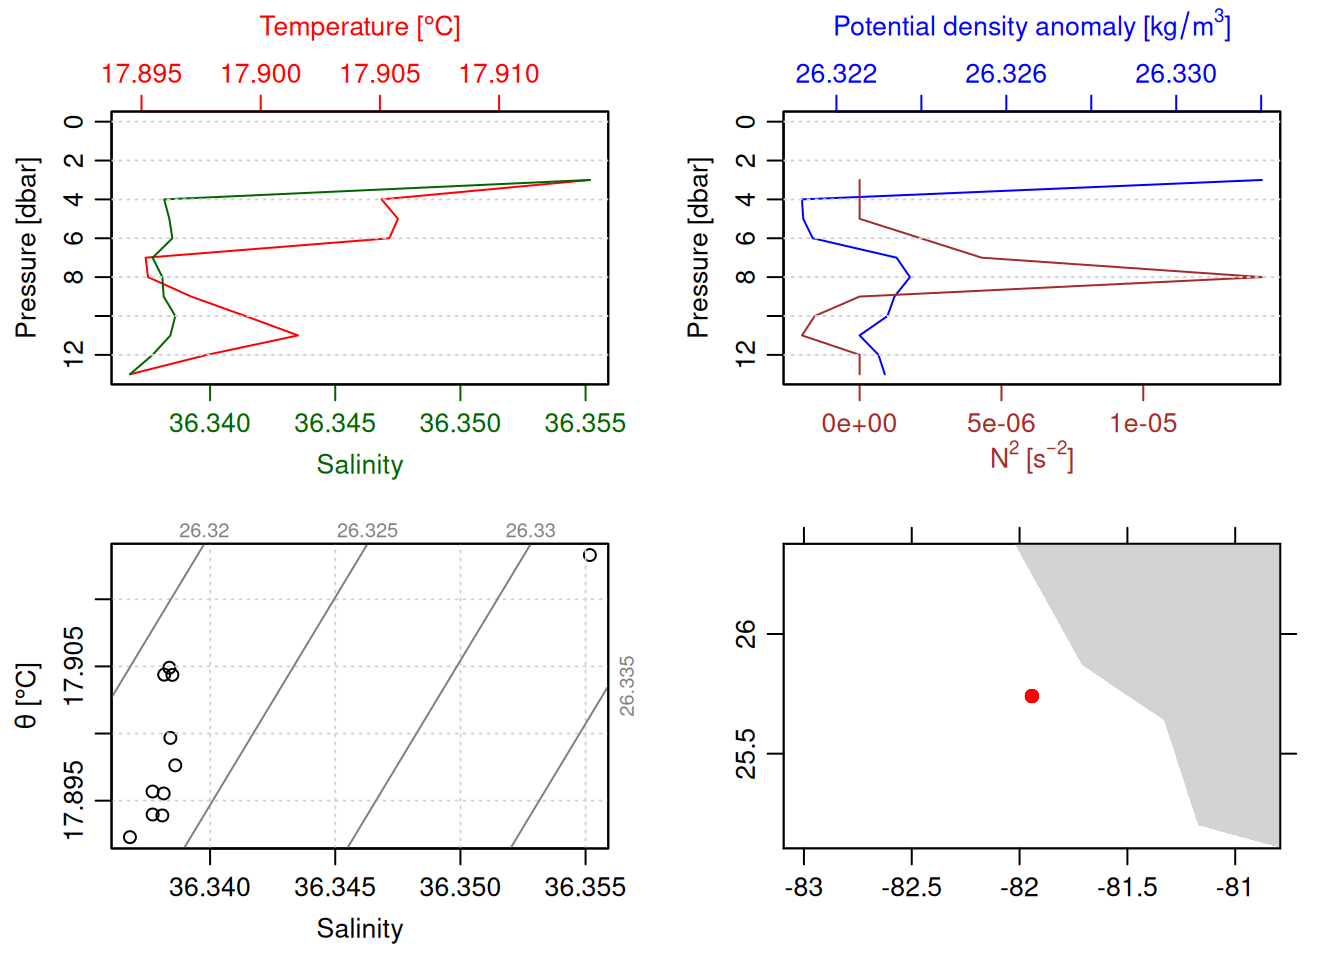 Temperature [°C]
17.895 17.900 17.905 17.910
Pressure [dbar]
0 2 4 6 8 12
36.340 36.345 36.350 36.355
Salinity
Potential density anomaly [kg/m³]
26.322 26.326 26.330
Pressure [dbar]
0 2 4 6 8 12
0e+00 5e-06 1e-05
N² [s⁻²]
26.32 26.325 26.33
26.335
θ [°C]
17.895 17.905
36.340 36.345 36.350 36.355
Salinity
26
25.5
-83 -82.5 -82 -81.5 -81